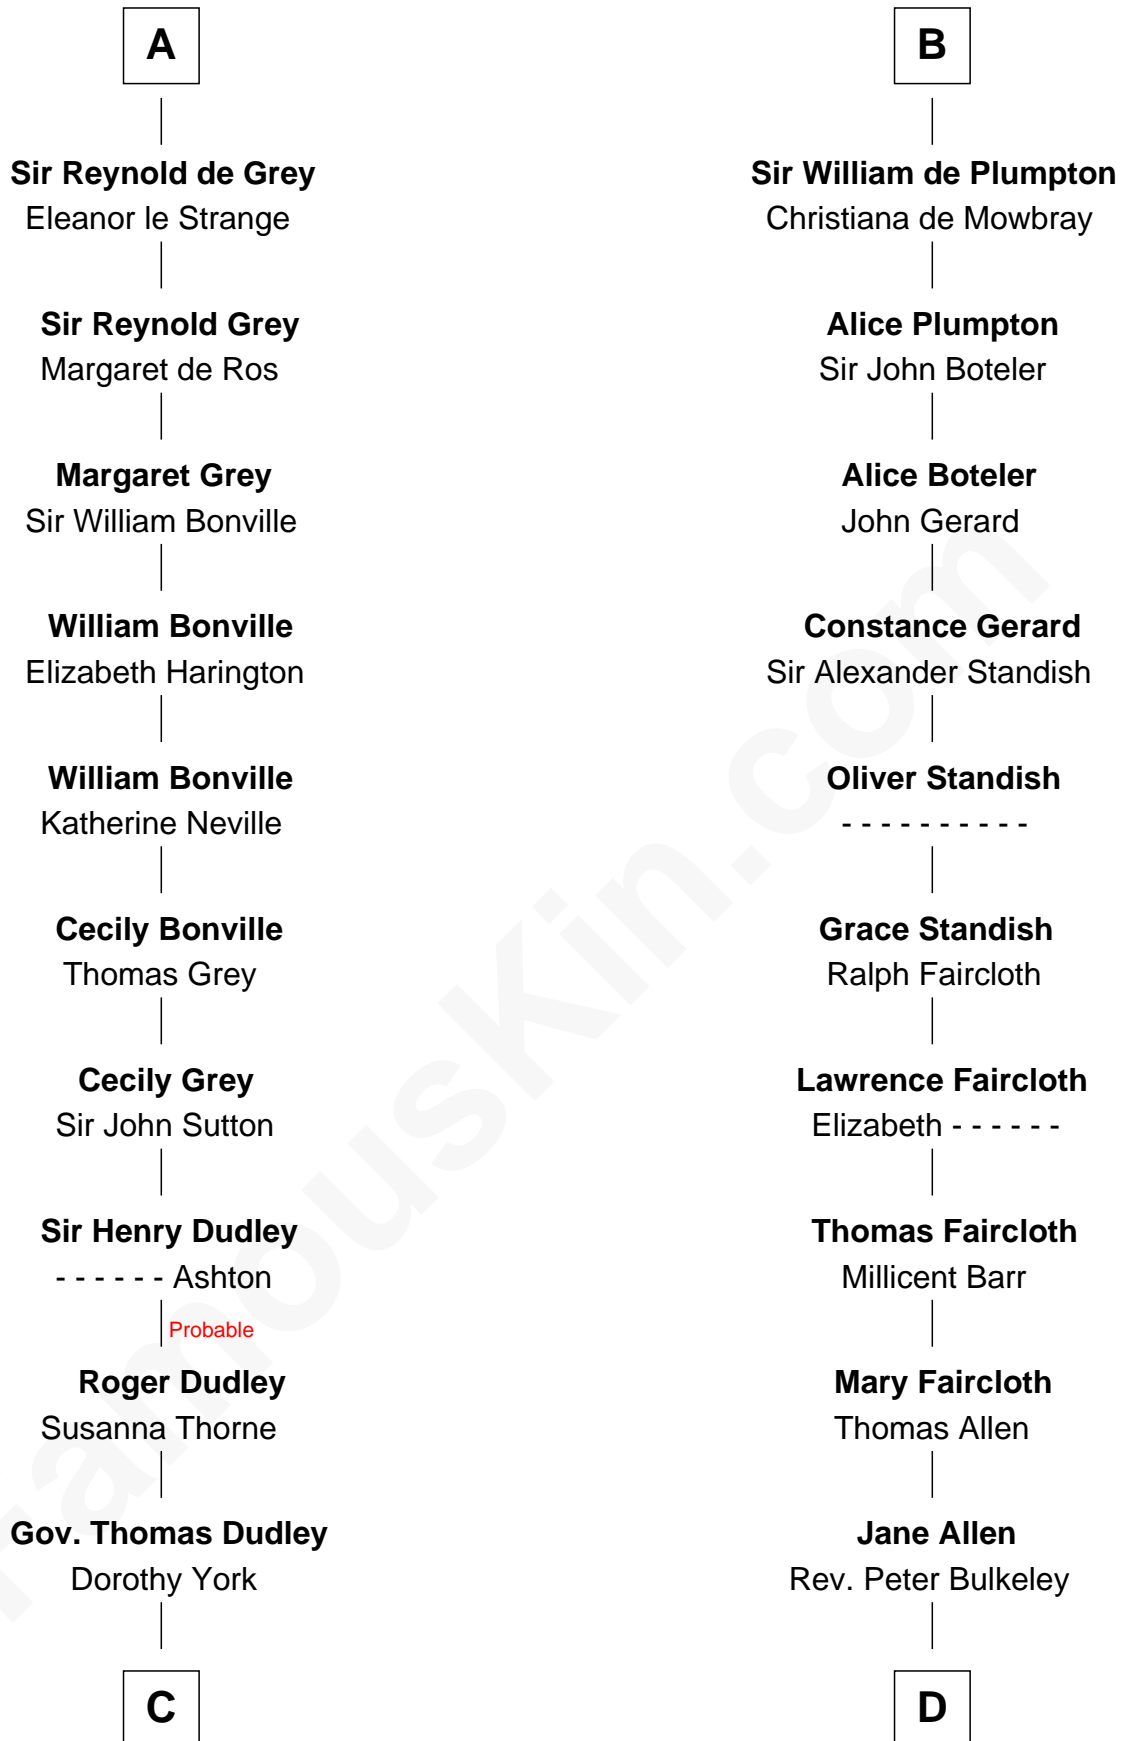 A
Sir Reynold de Grey
Eleanor le Strange
Sir Reynold Grey
Margaret de Ros
Margaret Grey
Sir William Bonville
William Bonville
Elizabeth Harington
William Bonville
Katherine Neville
Cecily Bonville
Thomas Grey
Cecily Grey
Sir John Sutton
Sir Henry Dudley
- - - - - - Ashton
Probable
Roger Dudley
Susanna Thorne
Gov. Thomas Dudley
Dorothy York
C
B
Sir William de Plumpton
Christiana de Mowbray
Alice Plumpton
Sir John Boteler
Alice Boteler
John Gerard
Constance Gerard
Sir Alexander Standish
Oliver Standish
- - - - - - - - - -
Grace Standish
Ralph Faircloth
Lawrence Faircloth
Elizabeth - - - - - -
Thomas Faircloth
Millicent Barr
Mary Faircloth
Thomas Allen
Jane Allen
Rev. Peter Bulkeley
D
FamousKin.com